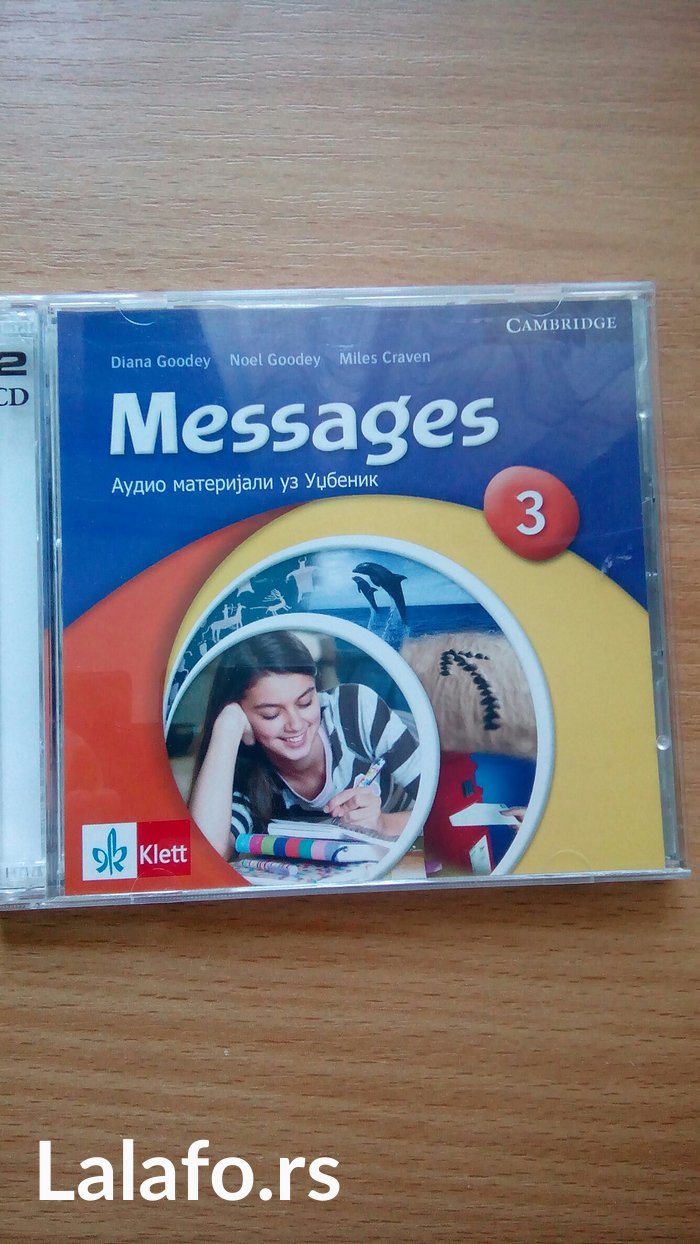 CAMBRIDGE
Diana Goodey Noel Goodey Miles Craven
Messages
Аудио материјали уз Уџбеник
3
2
CD
Klett
Lalafo.rs